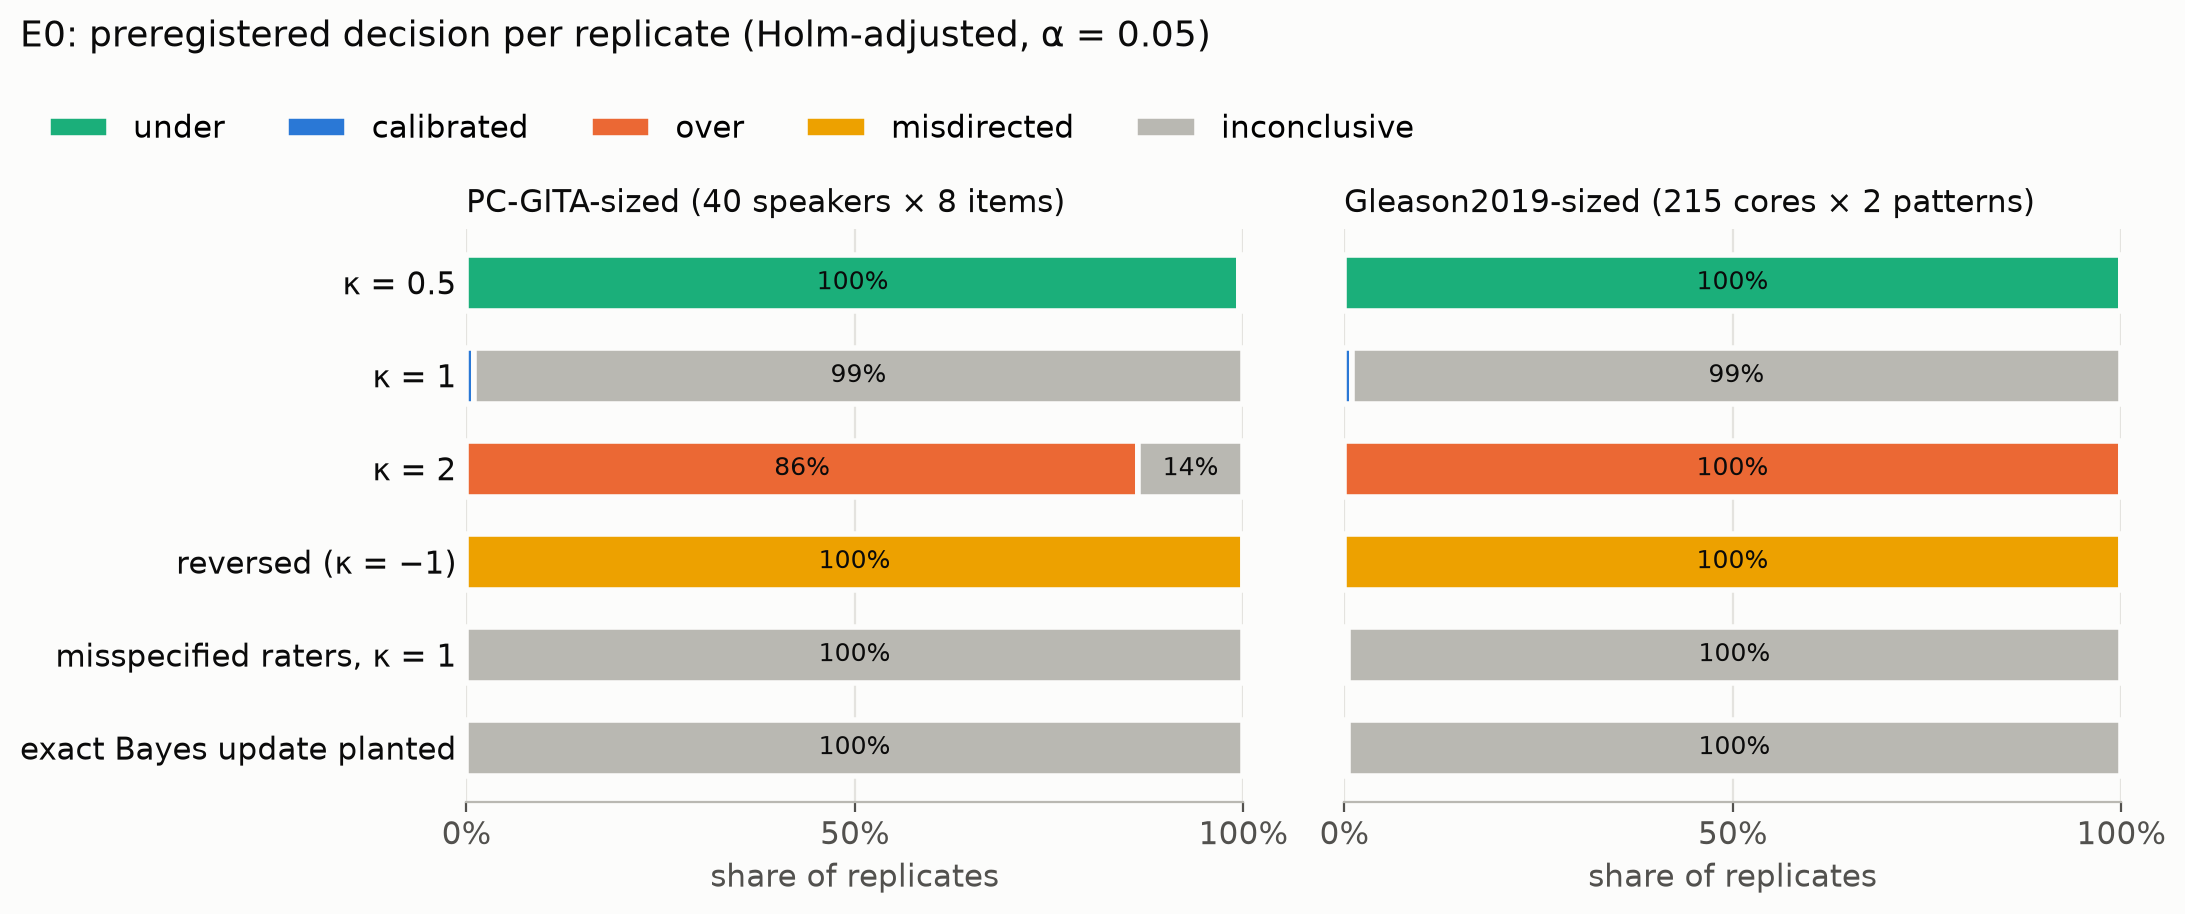 E0: preregistered decision per replicate (Holm-adjusted, α = 0.05)
under calibrated over misdirected inconclusive
PC-GITA-sized (40 speakers × 8 items) Gleason2019-sized (215 cores × 2 patterns)
κ = 0.5 100% 100%
κ = 1 99% 99%
κ = 2 86% 14% 100%
reversed (κ = −1) 100% 100%
misspecified raters, κ = 1 100% 100%
exact Bayes update planted 100% 100%
0% 50% 100% 0% 50% 100%
share of replicates share of replicates